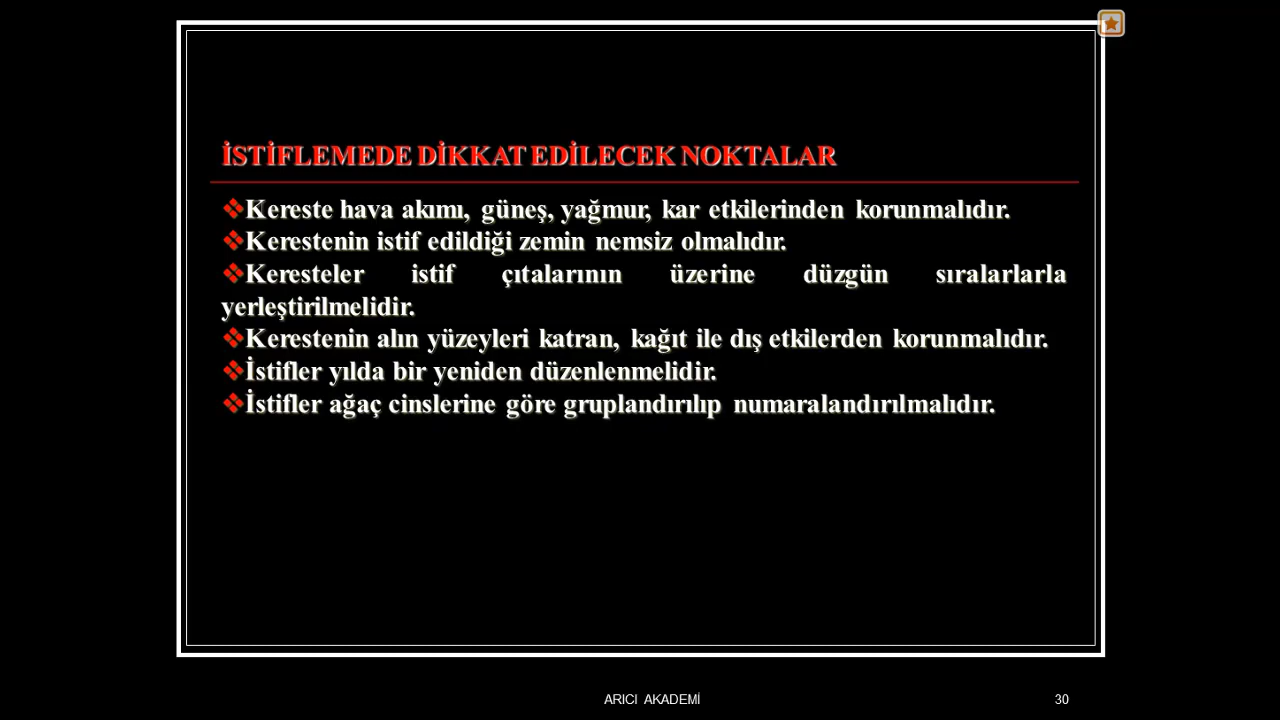 İSTİFLEMEDE DİKKAT EDİLECEK NOKTALAR
❖Kereste hava akımı, güneş, yağmur, kar etkilerinden korunmalıdır.
❖Kerestenin istif edildiği zemin nemsiz olmalıdır.
❖Keresteler istif çıtalarının üzerine düzgün sıralarlarla
yerleştirilmelidir.
❖Kerestenin alın yüzeyleri katran, kağıt ile dış etkilerden korunmalıdır.
❖İstifler yılda bir yeniden düzenlenmelidir.
❖İstifler ağaç cinslerine göre gruplandırılıp numaralandırılmalıdır.
ARICI AKADEMİ 30